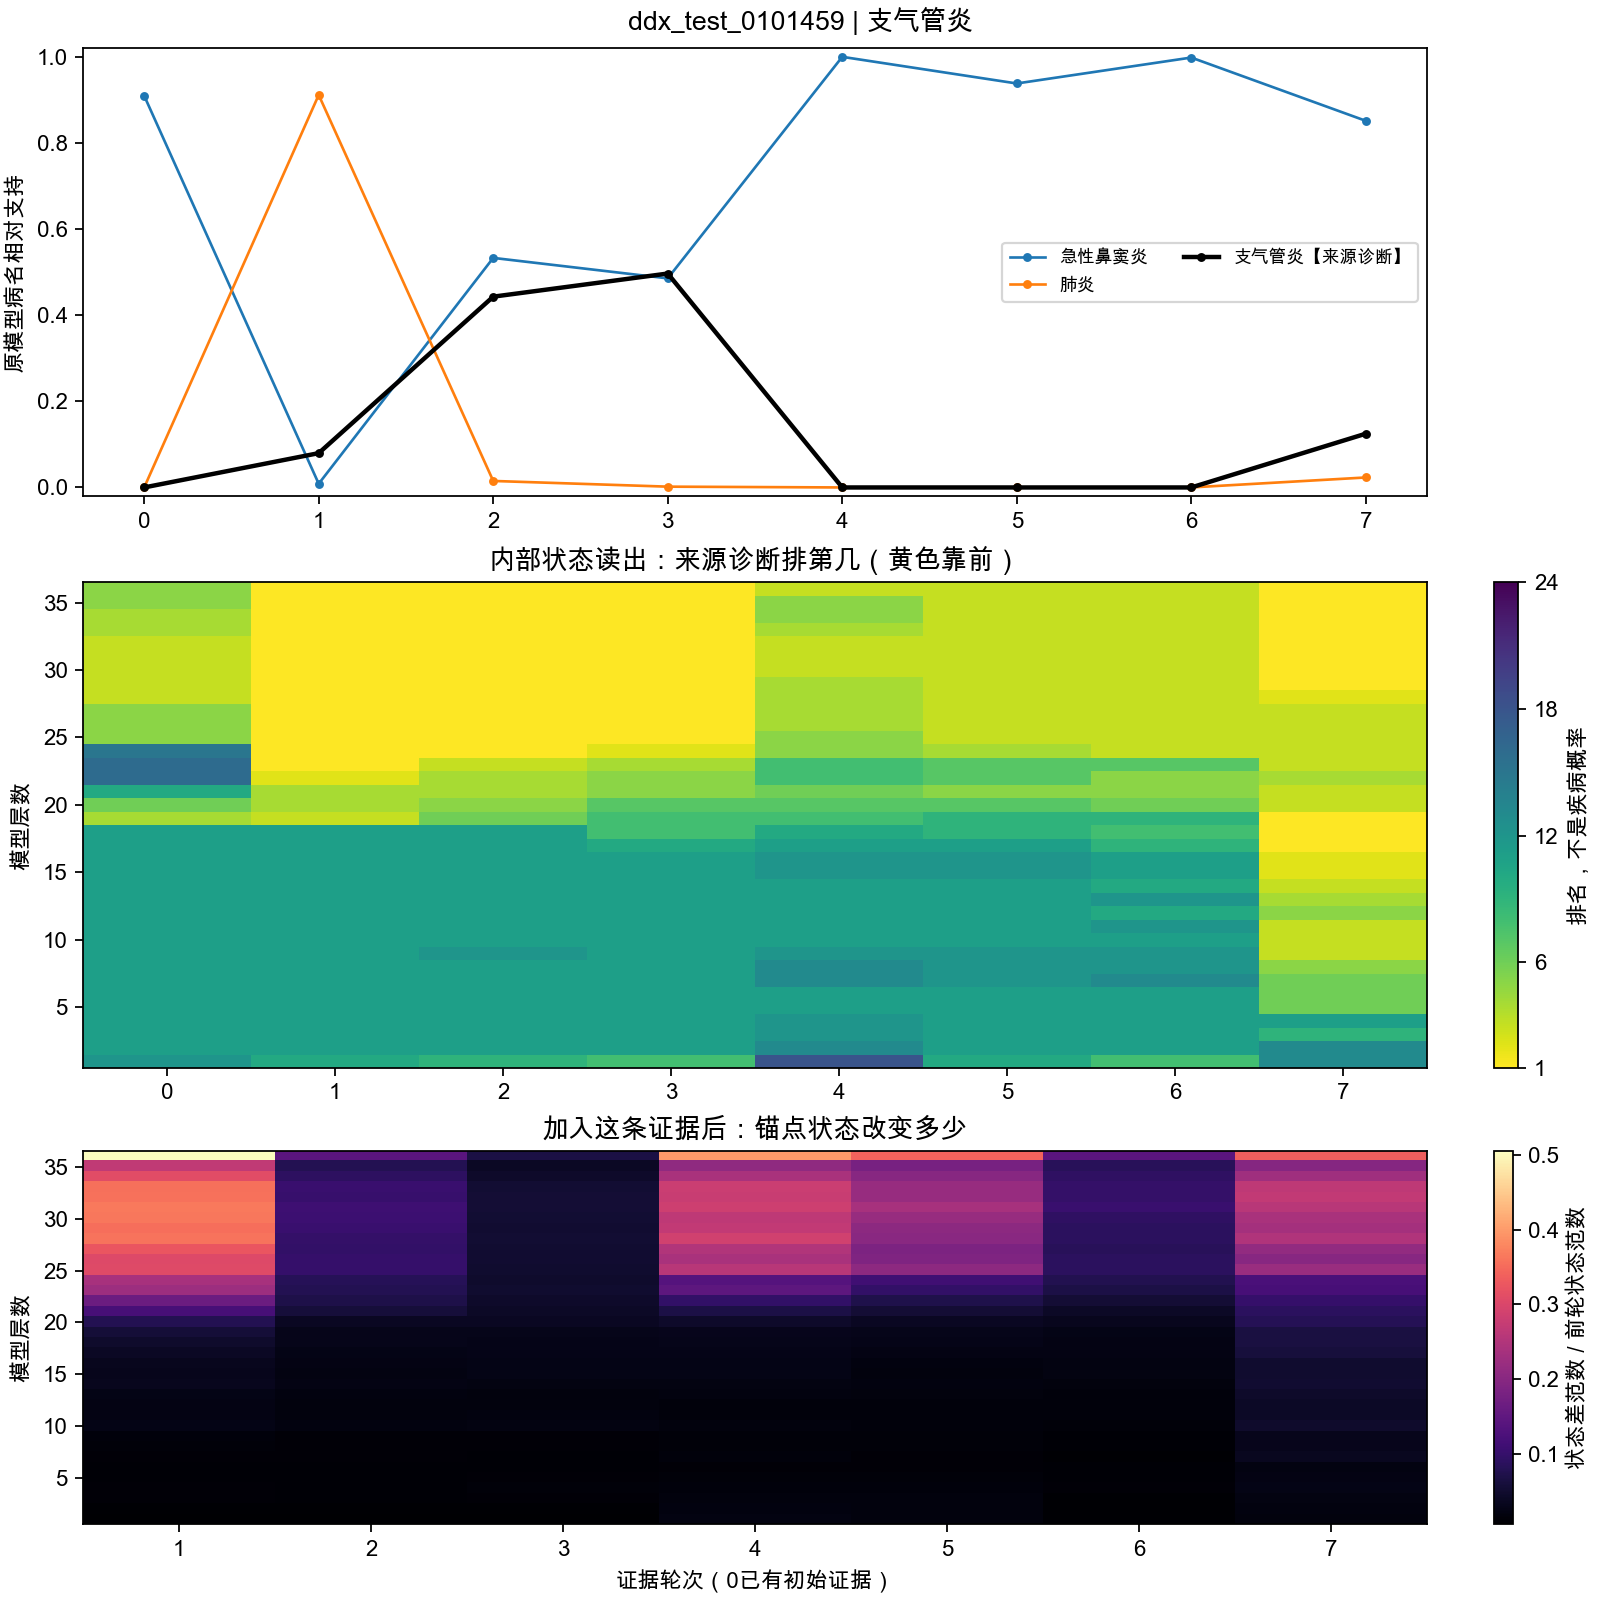 ddx_test_0101459 | 支气管炎
原模型病名相对支持
1.0
0.8
0.6
0.4
0.2
0.0
急性鼻窦炎
支气管炎【来源诊断】
肺炎
0 1 2 3 4 5 6 7
内部状态读出：来源诊断排第几（黄色靠前）
模型层数
35
30
25
20
15
10
5
0 1 2 3 4 5 6 7
24
18
12
6
1
排名，不是疾病概率
加入这条证据后：锚点状态改变多少
模型层数
35
30
25
20
15
10
5
1 2 3 4 5 6 7
证据轮次（0已有初始证据）
0.5
0.4
0.3
0.2
0.1
状态差范数 / 前轮状态范数